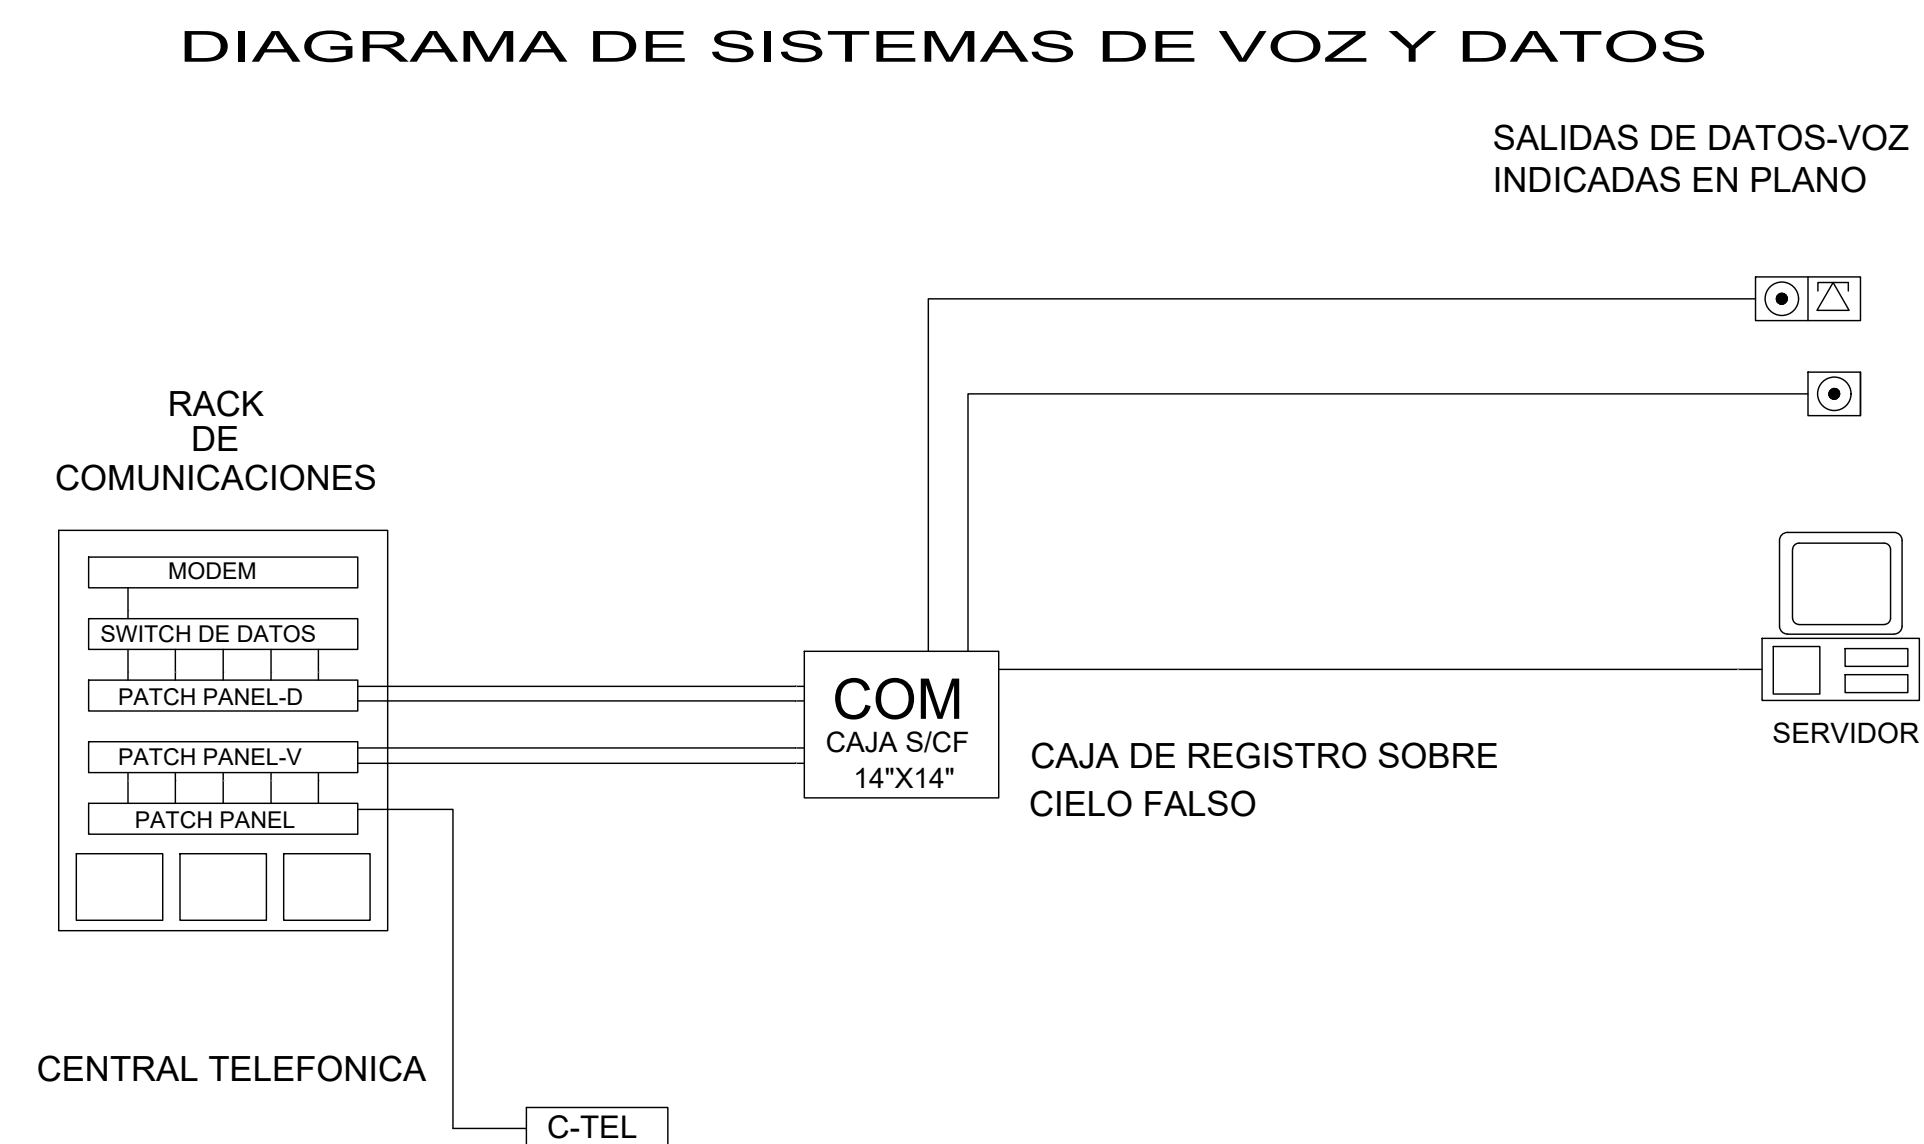 DIAGRAMA DE SISTEMAS DE VOZ Y DATOS
SALIDAS DE DATOS-VOZ
INDICADAS EN PLANO
RACK
DE
COMUNICACIONES
MODEM
SWITCH DE DATOS
PATCH PANEL-D
PATCH PANEL-V
PATCH PANEL
COM
CAJA S/CF
14"X14"
CAJA DE REGISTRO SOBRE
CIELO FALSO
SERVIDOR
CENTRAL TELEFONICA
C-TEL